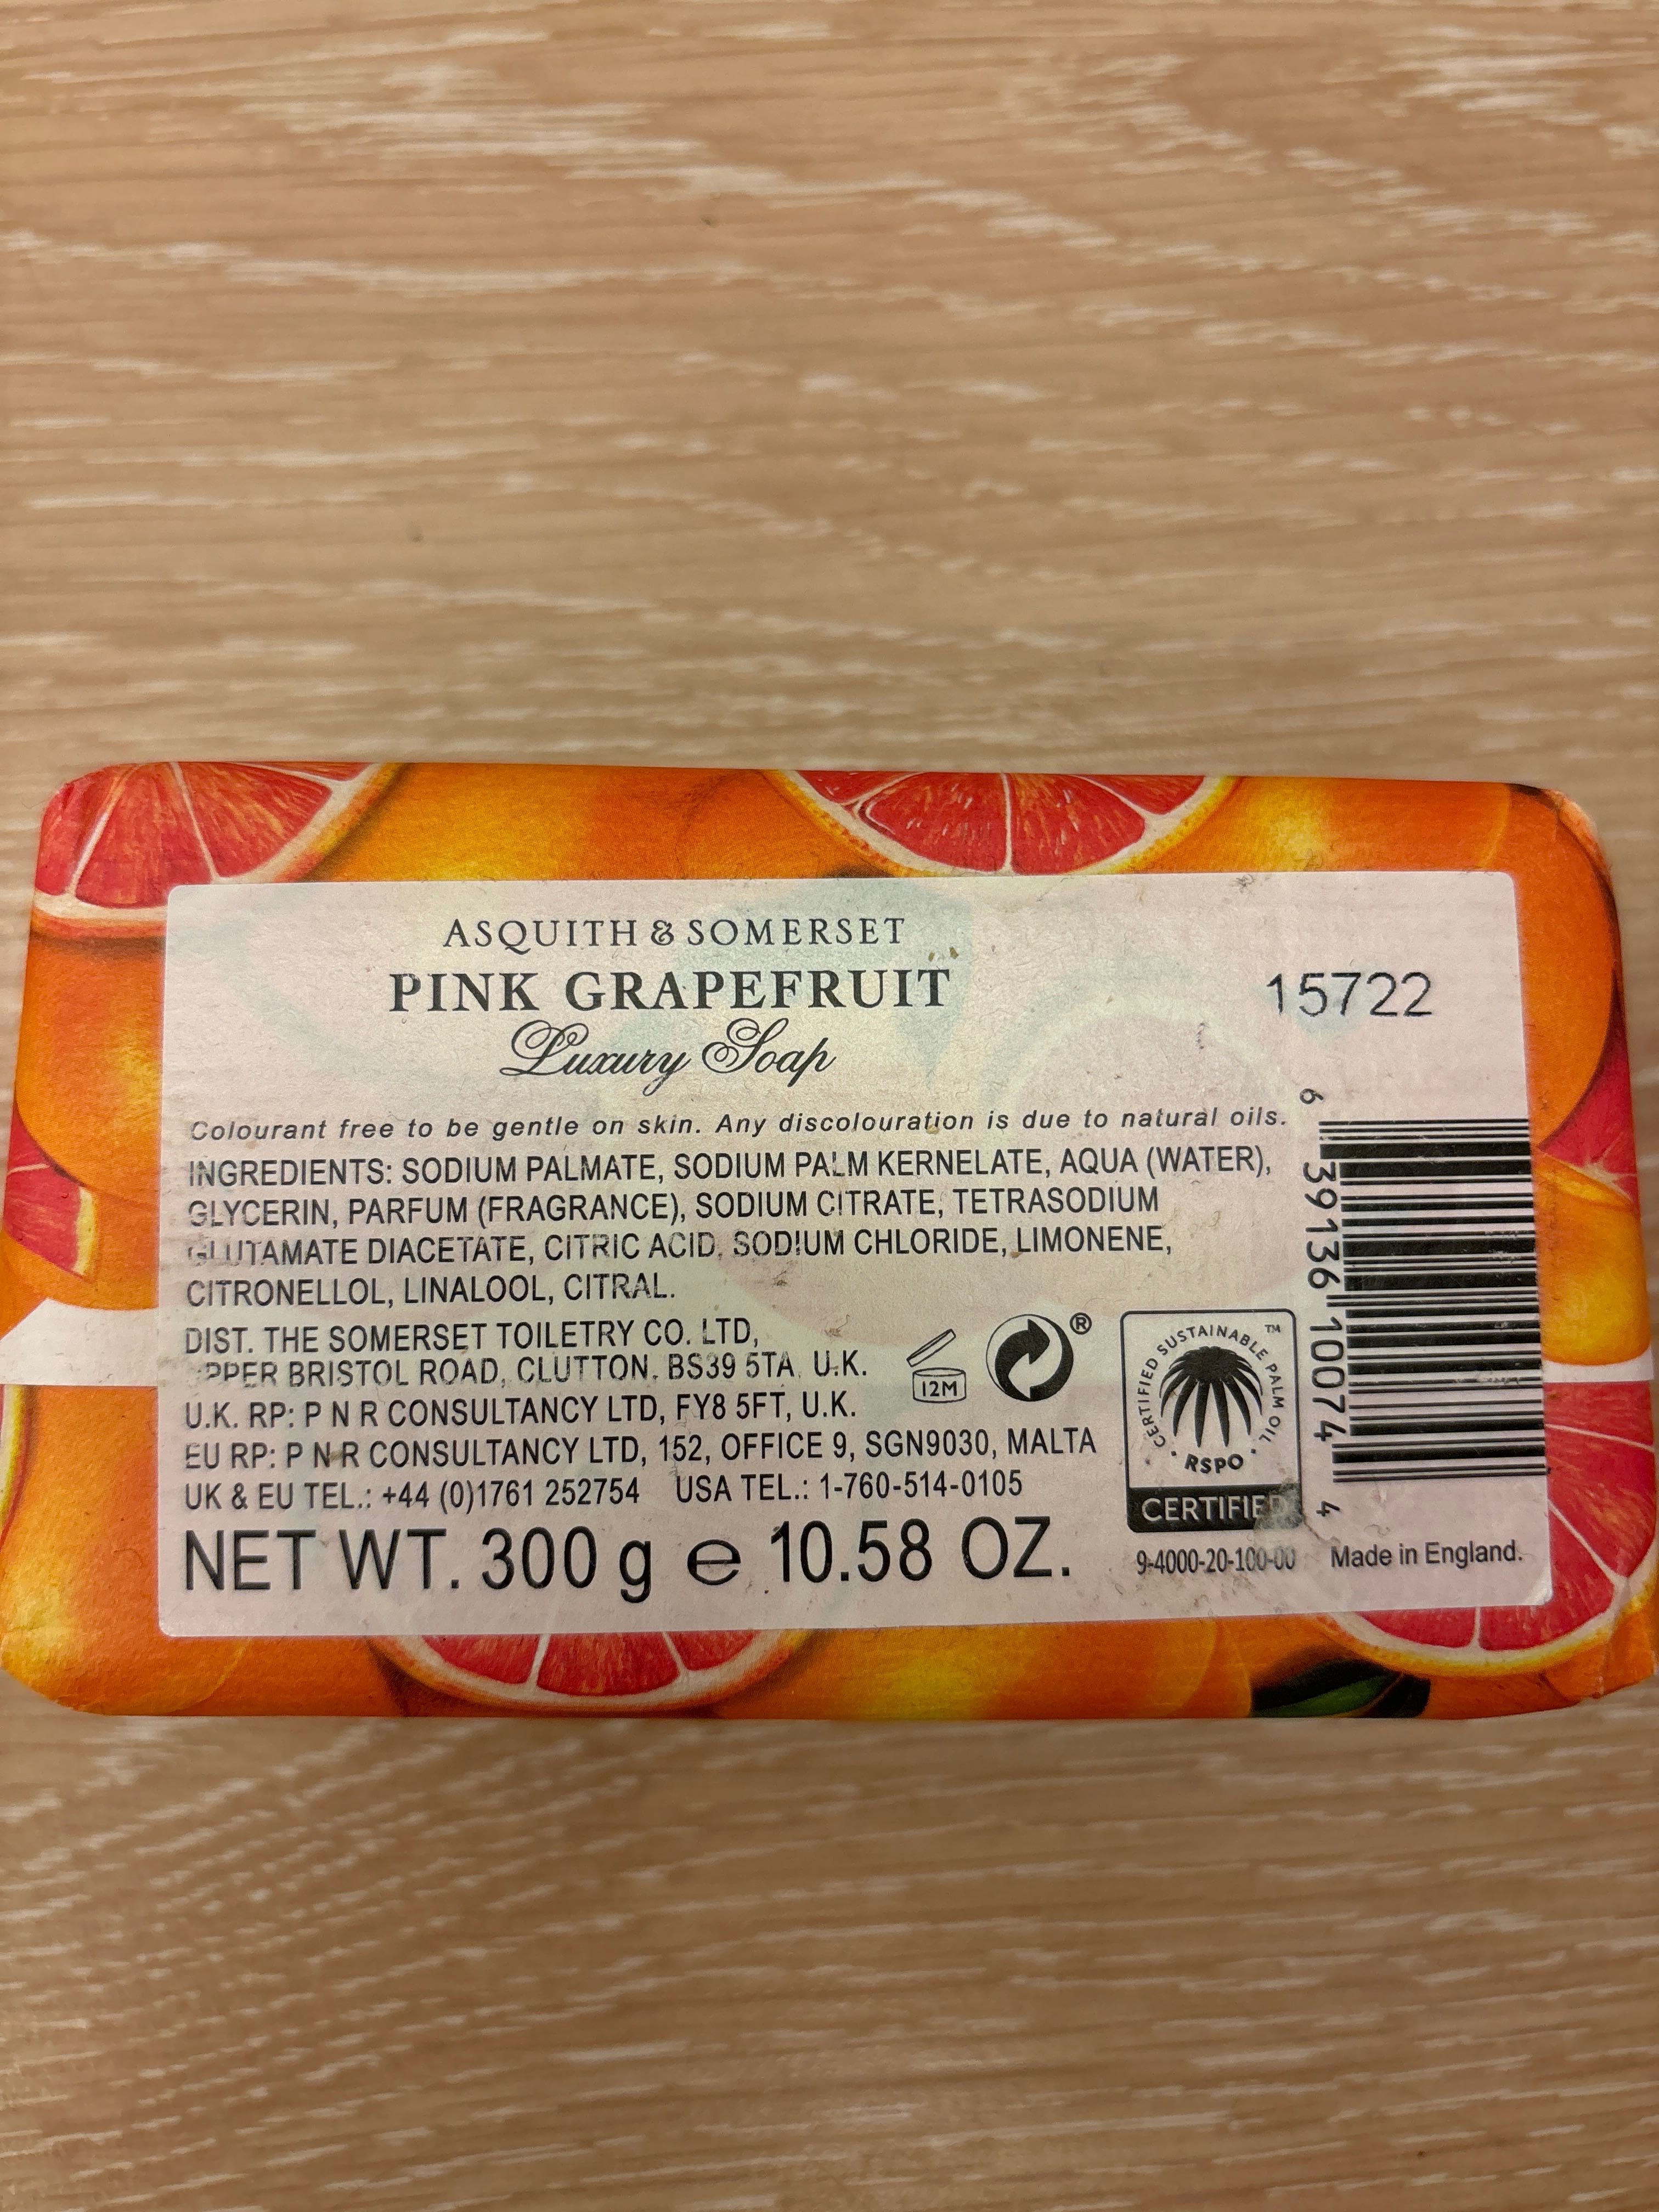 ASQUITH & SOMERSET
PINK GRAPEFRUIT
Luxury Soap
15722
Colourant free to be gentle on skin. Any discolouration is due to natural oils.
INGREDIENTS: SODIUM PALMATE, SODIUM PALM KERNELATE, AQUA (WATER),
GLYCERIN, PARFUM (FRAGRANCE), SODIUM CITRATE, TETRASODIUM
GLUTAMATE DIACETATE, CITRIC ACID, SODIUM CHLORIDE, LIMONENE,
CITRONELLOL, LINALOOL, CITRAL.
DIST. THE SOMERSET TOILETRY CO. LTD,
UPPER BRISTOL ROAD, CLUTTON, BS39 5TA, U.K.
U.K. RP: P N R CONSULTANCY LTD, FY8 5FT, U.K.
EU RP: P N R CONSULTANCY LTD, 152, OFFICE 9, SGN9030, MALTA
UK & EU TEL.: +44 (0)1761 252754 USA TEL.: 1-760-514-0105
NET WT. 300 g e 10.58 OZ.
12M
®
CERTIFIED SUSTAINABLE PALM OIL ™
RSPO
CERTIFIED
9-4000-20-100-00
6 39136 10074 4
Made in England.